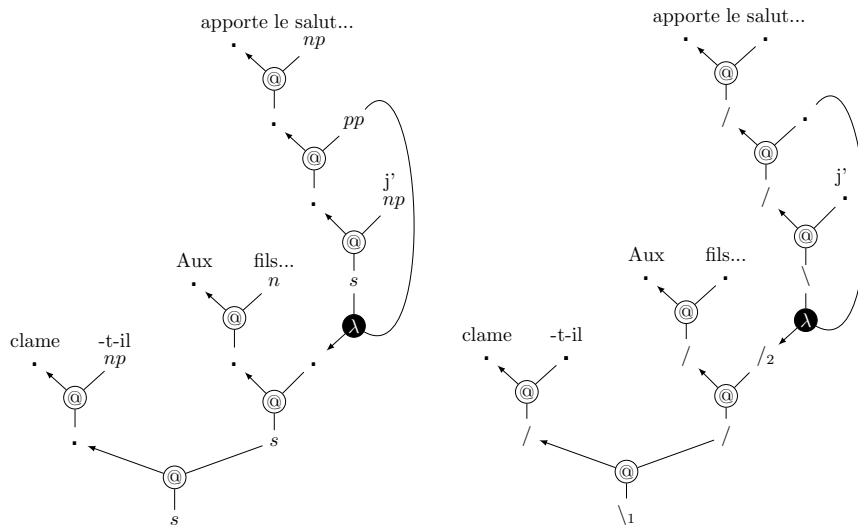 apporte le salut...
np
@
pp
@
j'
np
@
s
λ
Aux fils...
n
@
clame -t-il
np
@
@
s
@
s
apporte le salut...
@
/
@
/
j'
@
\
λ
Aux fils...
@
/ /2
clame -t-il
@
@
/ /
@
\1